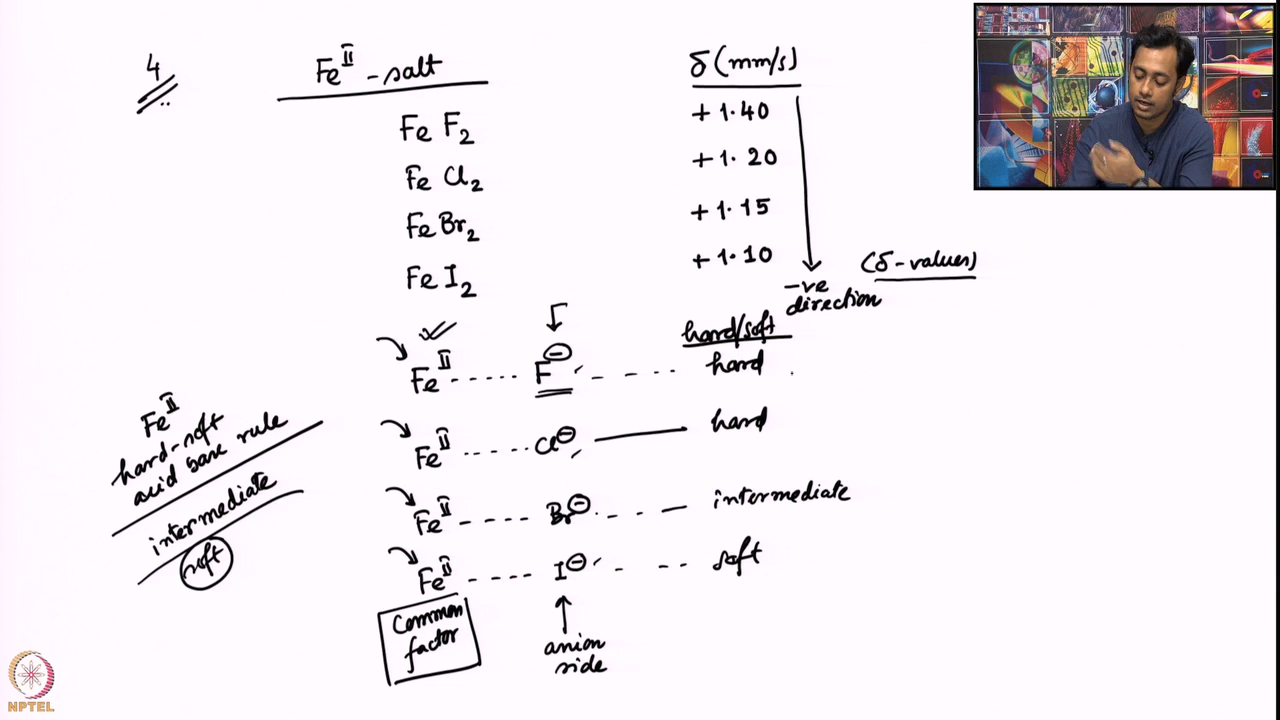 4
Fe II - salt δ (mm/s)
Fe F2 + 1.40
Fe Cl2 + 1.20
Fe Br2 + 1.15
Fe I2 + 1.10
(δ-values)
-ve
direction
hard/soft
Fe II ..... F⊖ - - - - hard
Fe II ..... Cl⊖ hard
Fe II - - - - Br⊖ - - - intermediate
Fe II - - - - I⊖ - - - soft
Fe II
hard-soft
acid base rule
intermediate
soft
Common
factor
anion
side
NPTEL